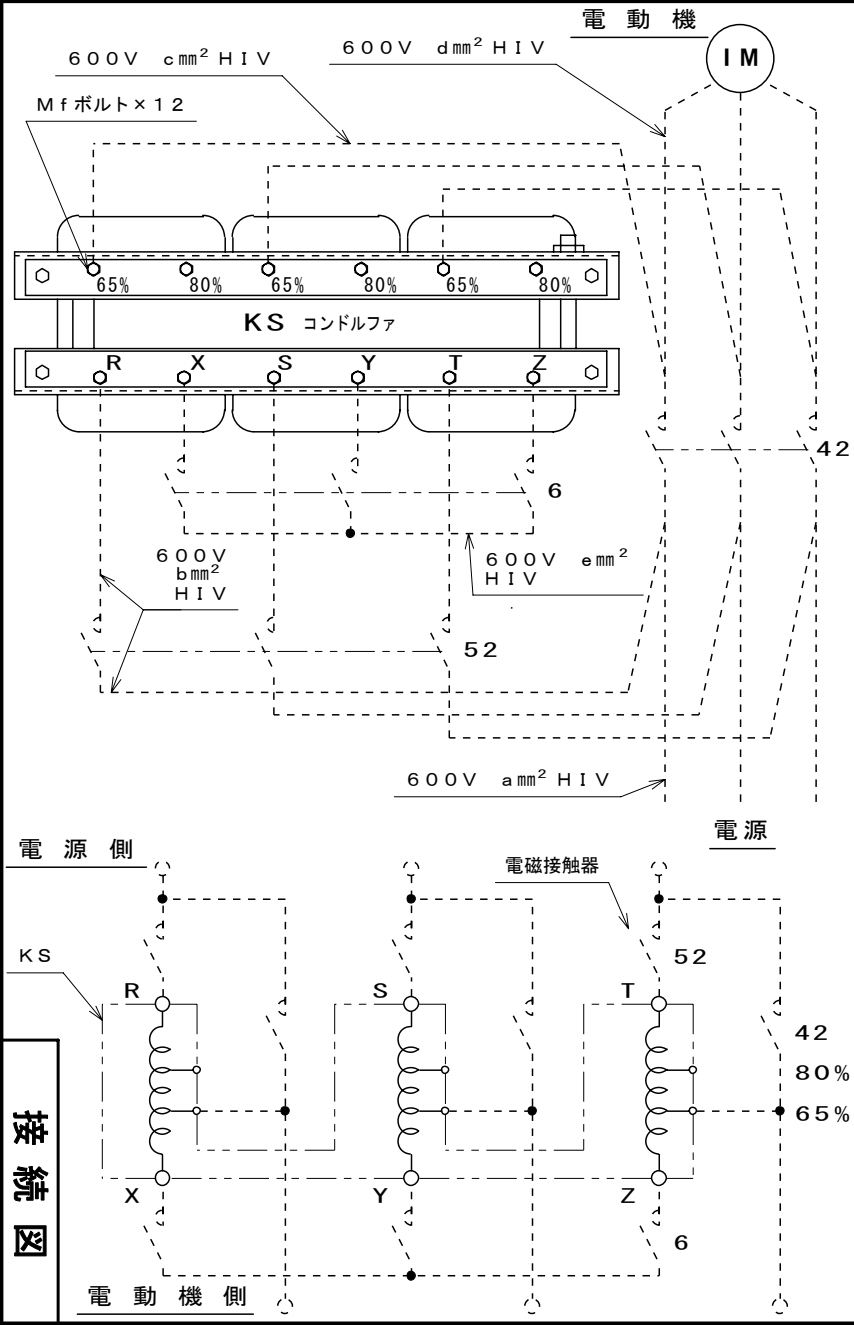 電動機
600V cmm² HIV
600V dmm² HIV
IM
Mfボルト×12
65% 80% 65% 80% 65% 80%
KS コンドルファ
R X S Y T Z
42
6
600V
bmm²
HIV
600V emm²
HIV
52
600V amm² HIV
電源
電源側
電磁接触器
KS
52
R S T
42
80%
65%
X Y Z
6
接続図
電動機側